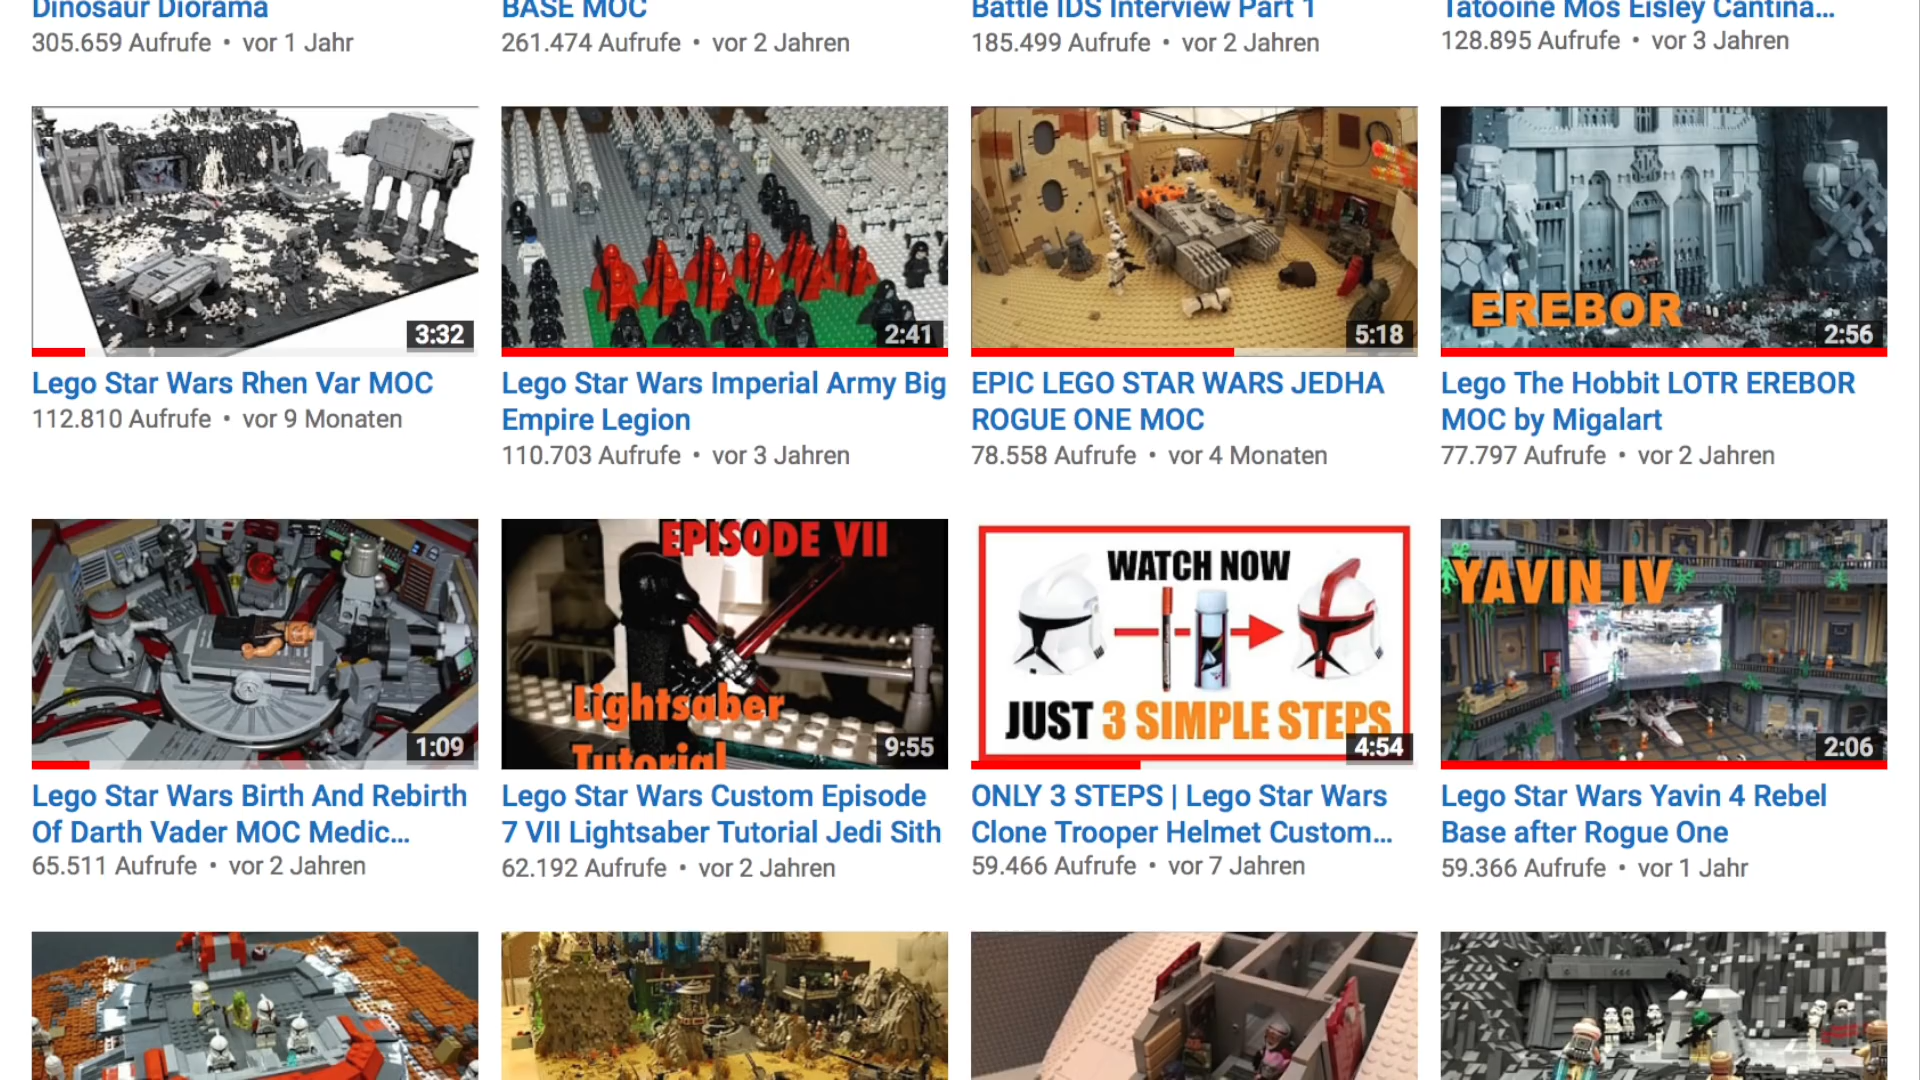 Dinosaur Diorama
BASE MOC
Battle IDS Interview Part 1
Tatooine Mos Eisley Cantina...
305.659 Aufrufe • vor 1 Jahr
261.474 Aufrufe • vor 2 Jahren
185.499 Aufrufe • vor 2 Jahren
128.895 Aufrufe • vor 3 Jahren
3:32
2:41
5:18
EREBOR
2:56
Lego Star Wars Rhen Var MOC
112.810 Aufrufe • vor 9 Monaten
Lego Star Wars Imperial Army Big
Empire Legion
110.703 Aufrufe • vor 3 Jahren
EPIC LEGO STAR WARS JEDHA
ROGUE ONE MOC
78.558 Aufrufe • vor 4 Monaten
Lego The Hobbit LOTR EREBOR
MOC by Migalart
77.797 Aufrufe • vor 2 Jahren
1:09
EPISODE VII
Lightsaber
Tutorial
9:55
WATCH NOW
JUST 3 SIMPLE STEPS
4:54
YAVIN IV
2:06
Lego Star Wars Birth And Rebirth
Of Darth Vader MOC Medic...
65.511 Aufrufe • vor 2 Jahren
Lego Star Wars Custom Episode
7 VII Lightsaber Tutorial Jedi Sith
62.192 Aufrufe • vor 2 Jahren
ONLY 3 STEPS | Lego Star Wars
Clone Trooper Helmet Custom...
59.466 Aufrufe • vor 7 Jahren
Lego Star Wars Yavin 4 Rebel
Base after Rogue One
59.366 Aufrufe • vor 1 Jahr